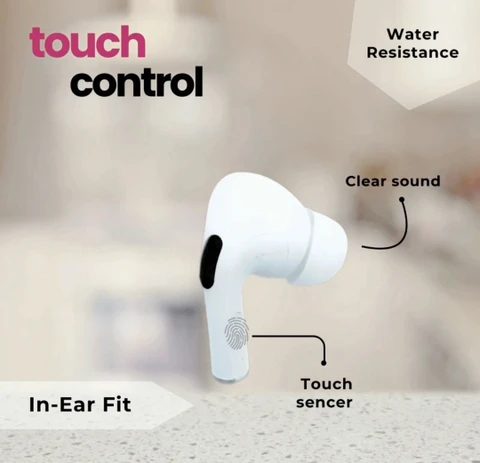 touch
control
Water
Resistance
Clear sound
Touch
sencer
In-Ear Fit